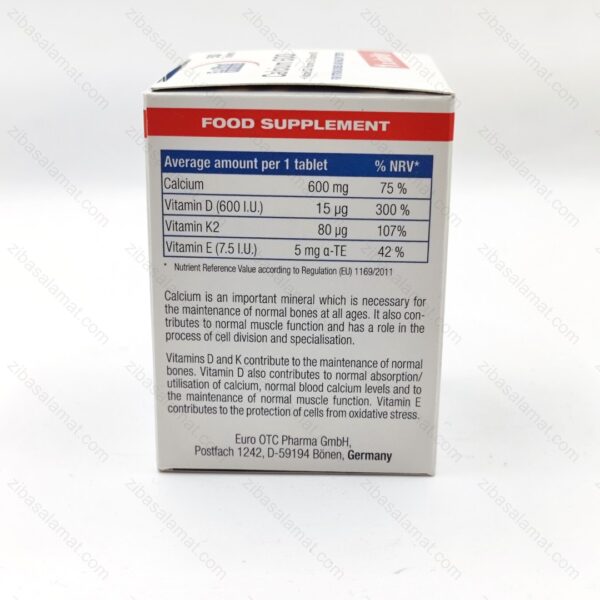 FOOD SUPPLEMENT
Average amount per 1 tablet % NRV*
Calcium 600 mg 75 %
Vitamin D (600 I.U.) 15 µg 300 %
Vitamin K2 80 µg 107%
Vitamin E (7.5 I.U.) 5 mg α-TE 42 %
* Nutrient Reference Value according to Regulation (EU) 1169/2011
Calcium is an important mineral which is necessary for
the maintenance of normal bones at all ages. It also con-
tributes to normal muscle function and has a role in the
process of cell division and specialisation.
Vitamins D and K contribute to the maintenance of normal
bones. Vitamin D also contributes to normal absorption/
utilisation of calcium, normal blood calcium levels and to
the maintenance of normal muscle function. Vitamin E
contributes to the protection of cells from oxidative stress.
Euro OTC Pharma GmbH,
Postfach 1242, D-59194 Bönen, Germany
zibasalamat.com